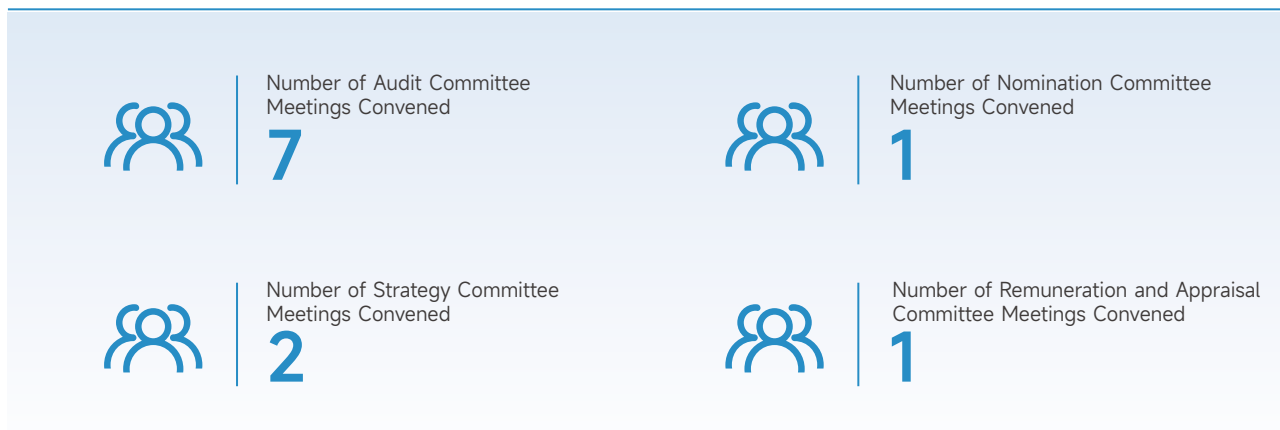 Number of Audit Committee
Meetings Convened
7
Number of Nomination Committee
Meetings Convened
1
Number of Strategy Committee
Meetings Convened
2
Number of Remuneration and Appraisal
Committee Meetings Convened
1